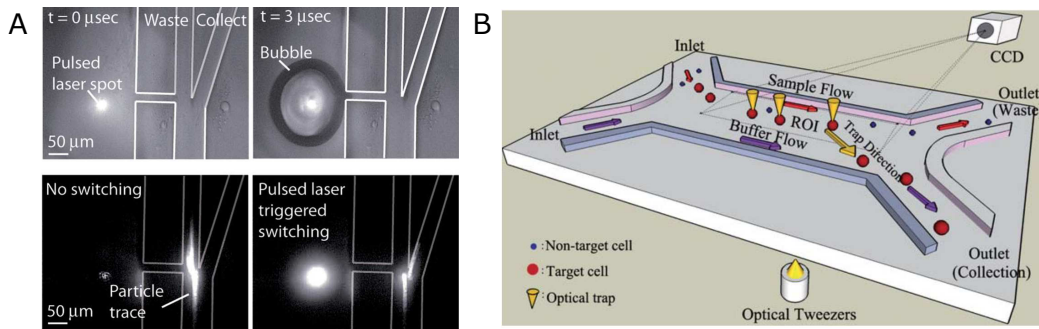 A
t = 0 μsec
Waste
Collect
Pulsed
laser spot
50 μm
t = 3 μsec
Bubble
No switching
Particle
trace
50 μm
Pulsed laser
triggered
switching
B
CCD
Inlet
Sample Flow
Outlet
(Waste)
Inlet
ROI
Buffer Flow
Trap Direction
Outlet
(Collection)
: Non-target cell
: Target cell
: Optical trap
Optical Tweezers